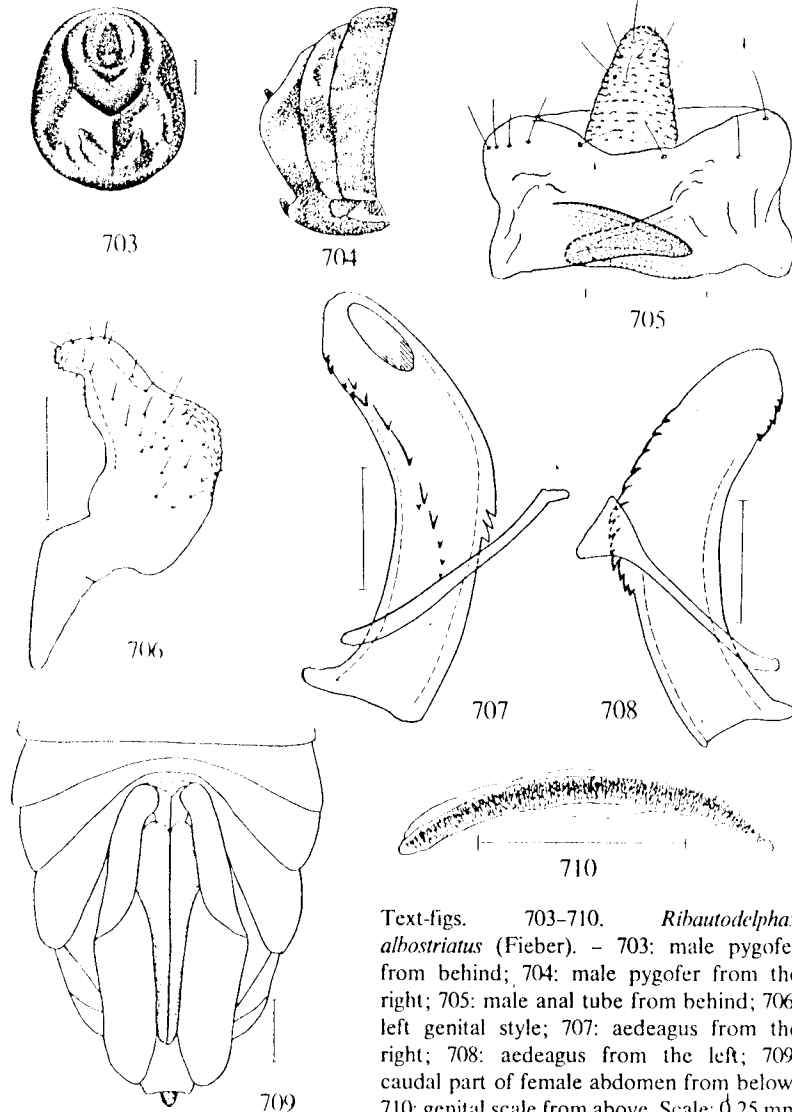 703
704
705
706
707
708
709
710
Text-figs. 703–710. Ribautodelpha
albostriatus (Fieber). – 703: male pygofe
from behind; 704: male pygofer from the
right; 705: male anal tube from behind; 706
left genital style; 707: aedeagus from the
right; 708: aedeagus from the left; 709
caudal part of female abdomen from below
710: genital scale from above. Scale: 0.25 mm